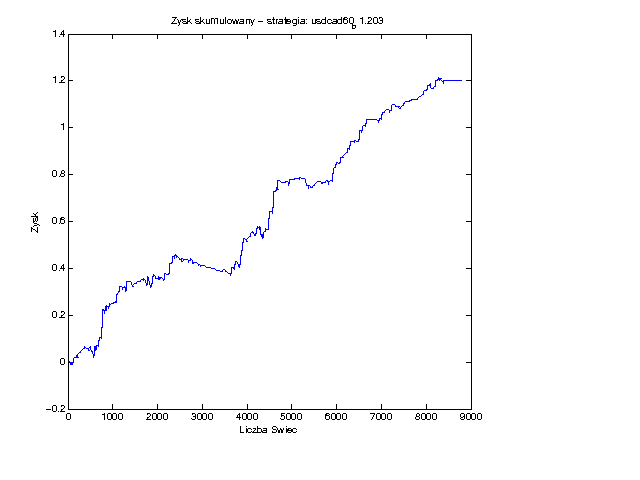 Zysk skumulowany − strategia: usdcad60b 1.203
1.4
1.2
1
0.8
0.6
0.4
0.2
0
−0.2
Zysk
0 1000 2000 3000 4000 5000 6000 7000 8000 9000
Liczba Swiec